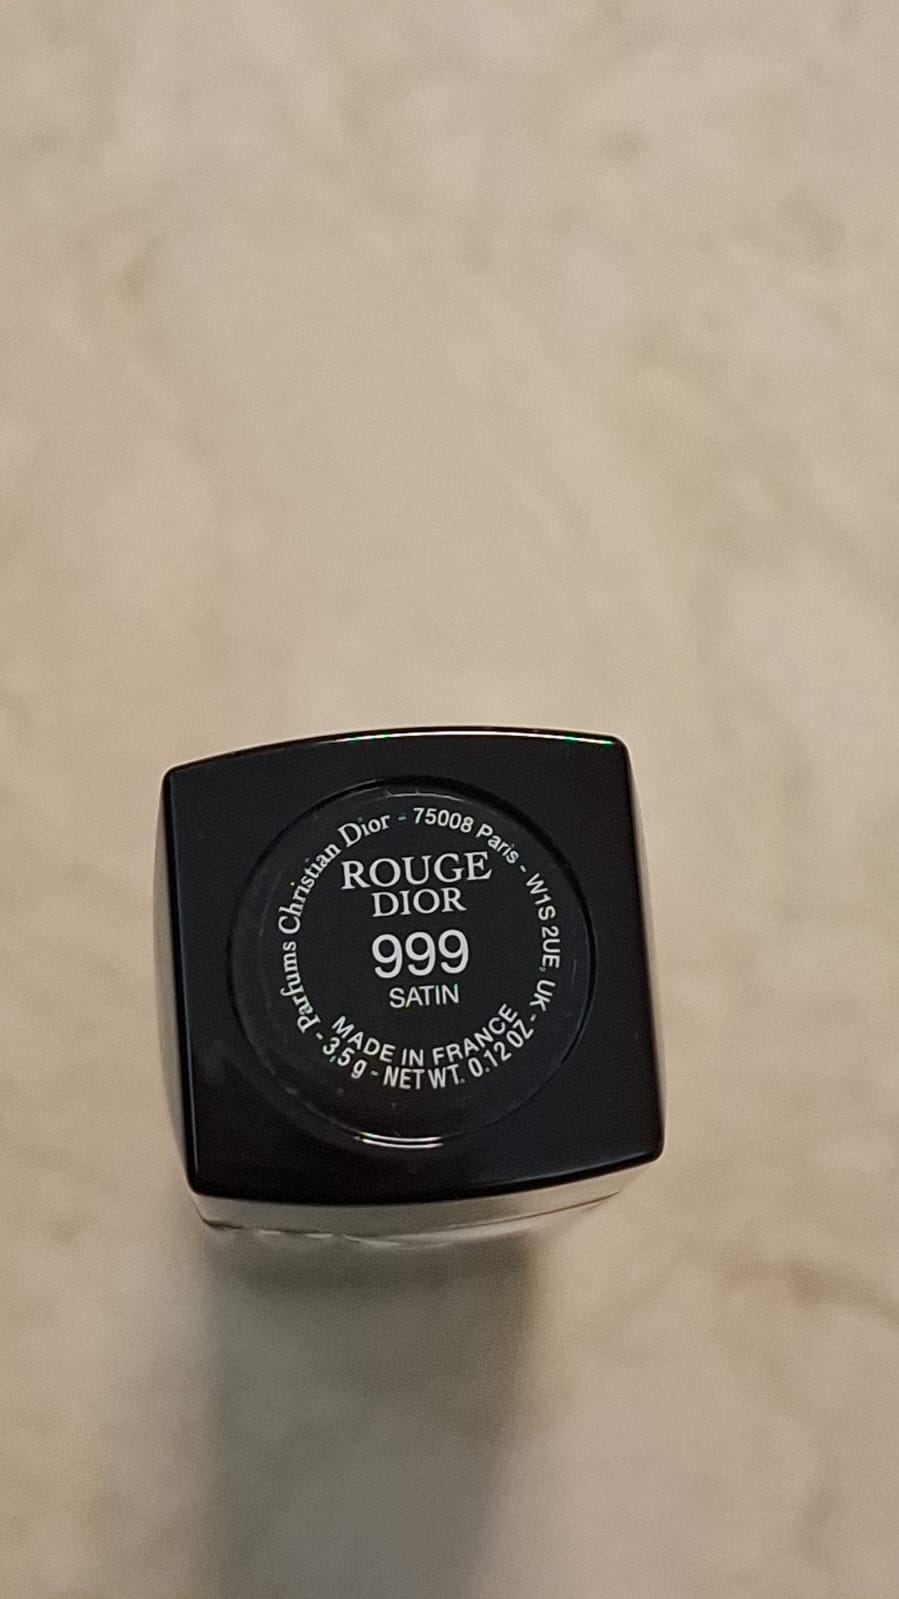 Parfums Christian Dior - 75008 Paris - W1S 2UE, UK -
ROUGE
DIOR
999
SATIN
MADE IN FRANCE
- 3,5 g - NET WT. 0.12 OZ